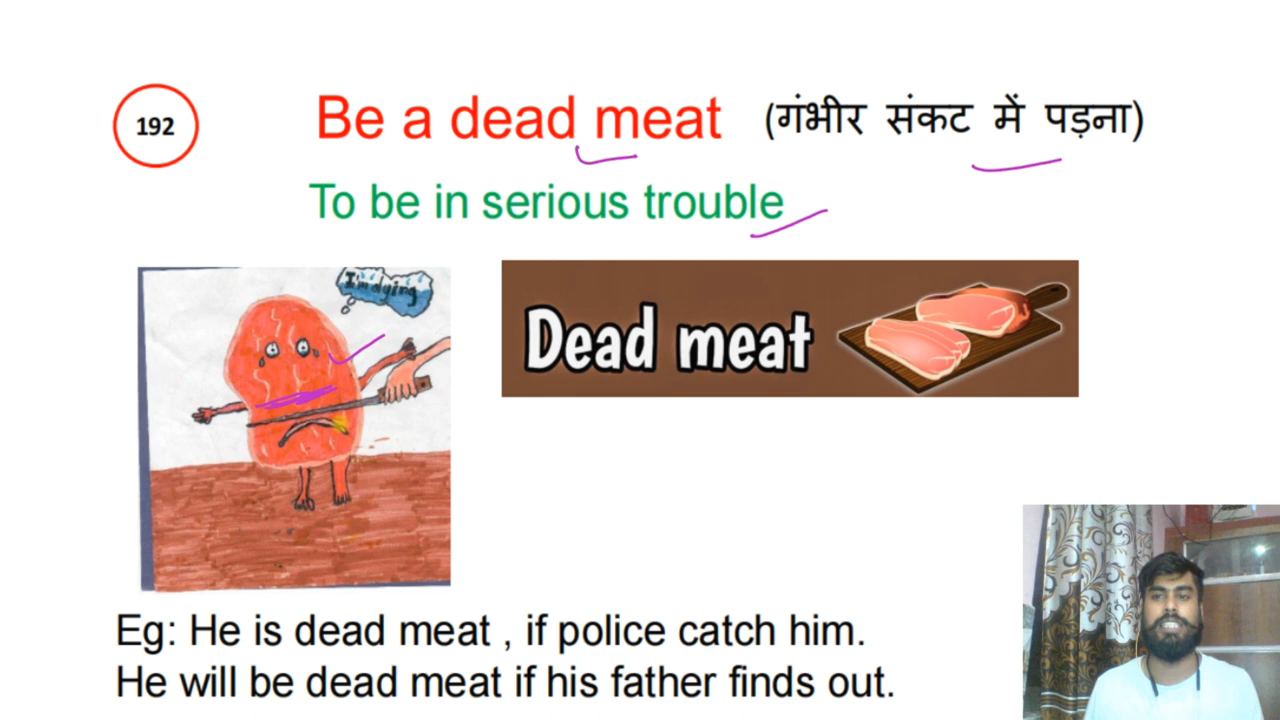 192
Be a dead meat (गंभीर संकट में पड़ना)
To be in serious trouble
I'm dying
Dead meat
Eg: He is dead meat , if police catch him.
He will be dead meat if his father finds out.